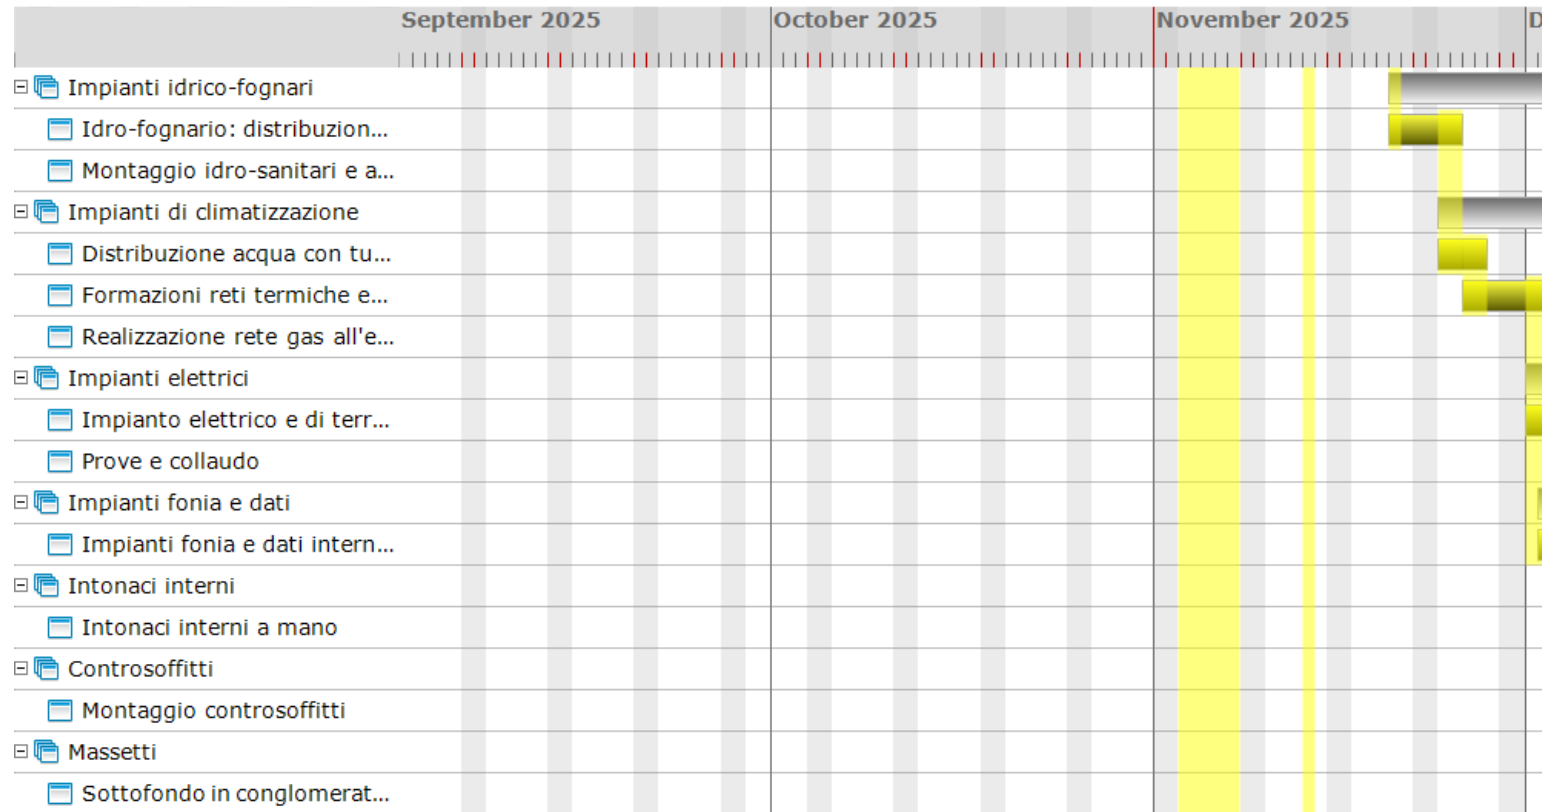 September 2025 October 2025 November 2025 D
Impianti idrico-fognari
Idro-fognario: distribuzion...
Montaggio idro-sanitari e a...
Impianti di climatizzazione
Distribuzione acqua con tu...
Formazioni reti termiche e...
Realizzazione rete gas all'e...
Impianti elettrici
Impianto elettrico e di terr...
Prove e collaudo
Impianti fonia e dati
Impianti fonia e dati intern...
Intonaci interni
Intonaci interni a mano
Controsoffitti
Montaggio controsoffitti
Massetti
Sottofondo in conglomerat...